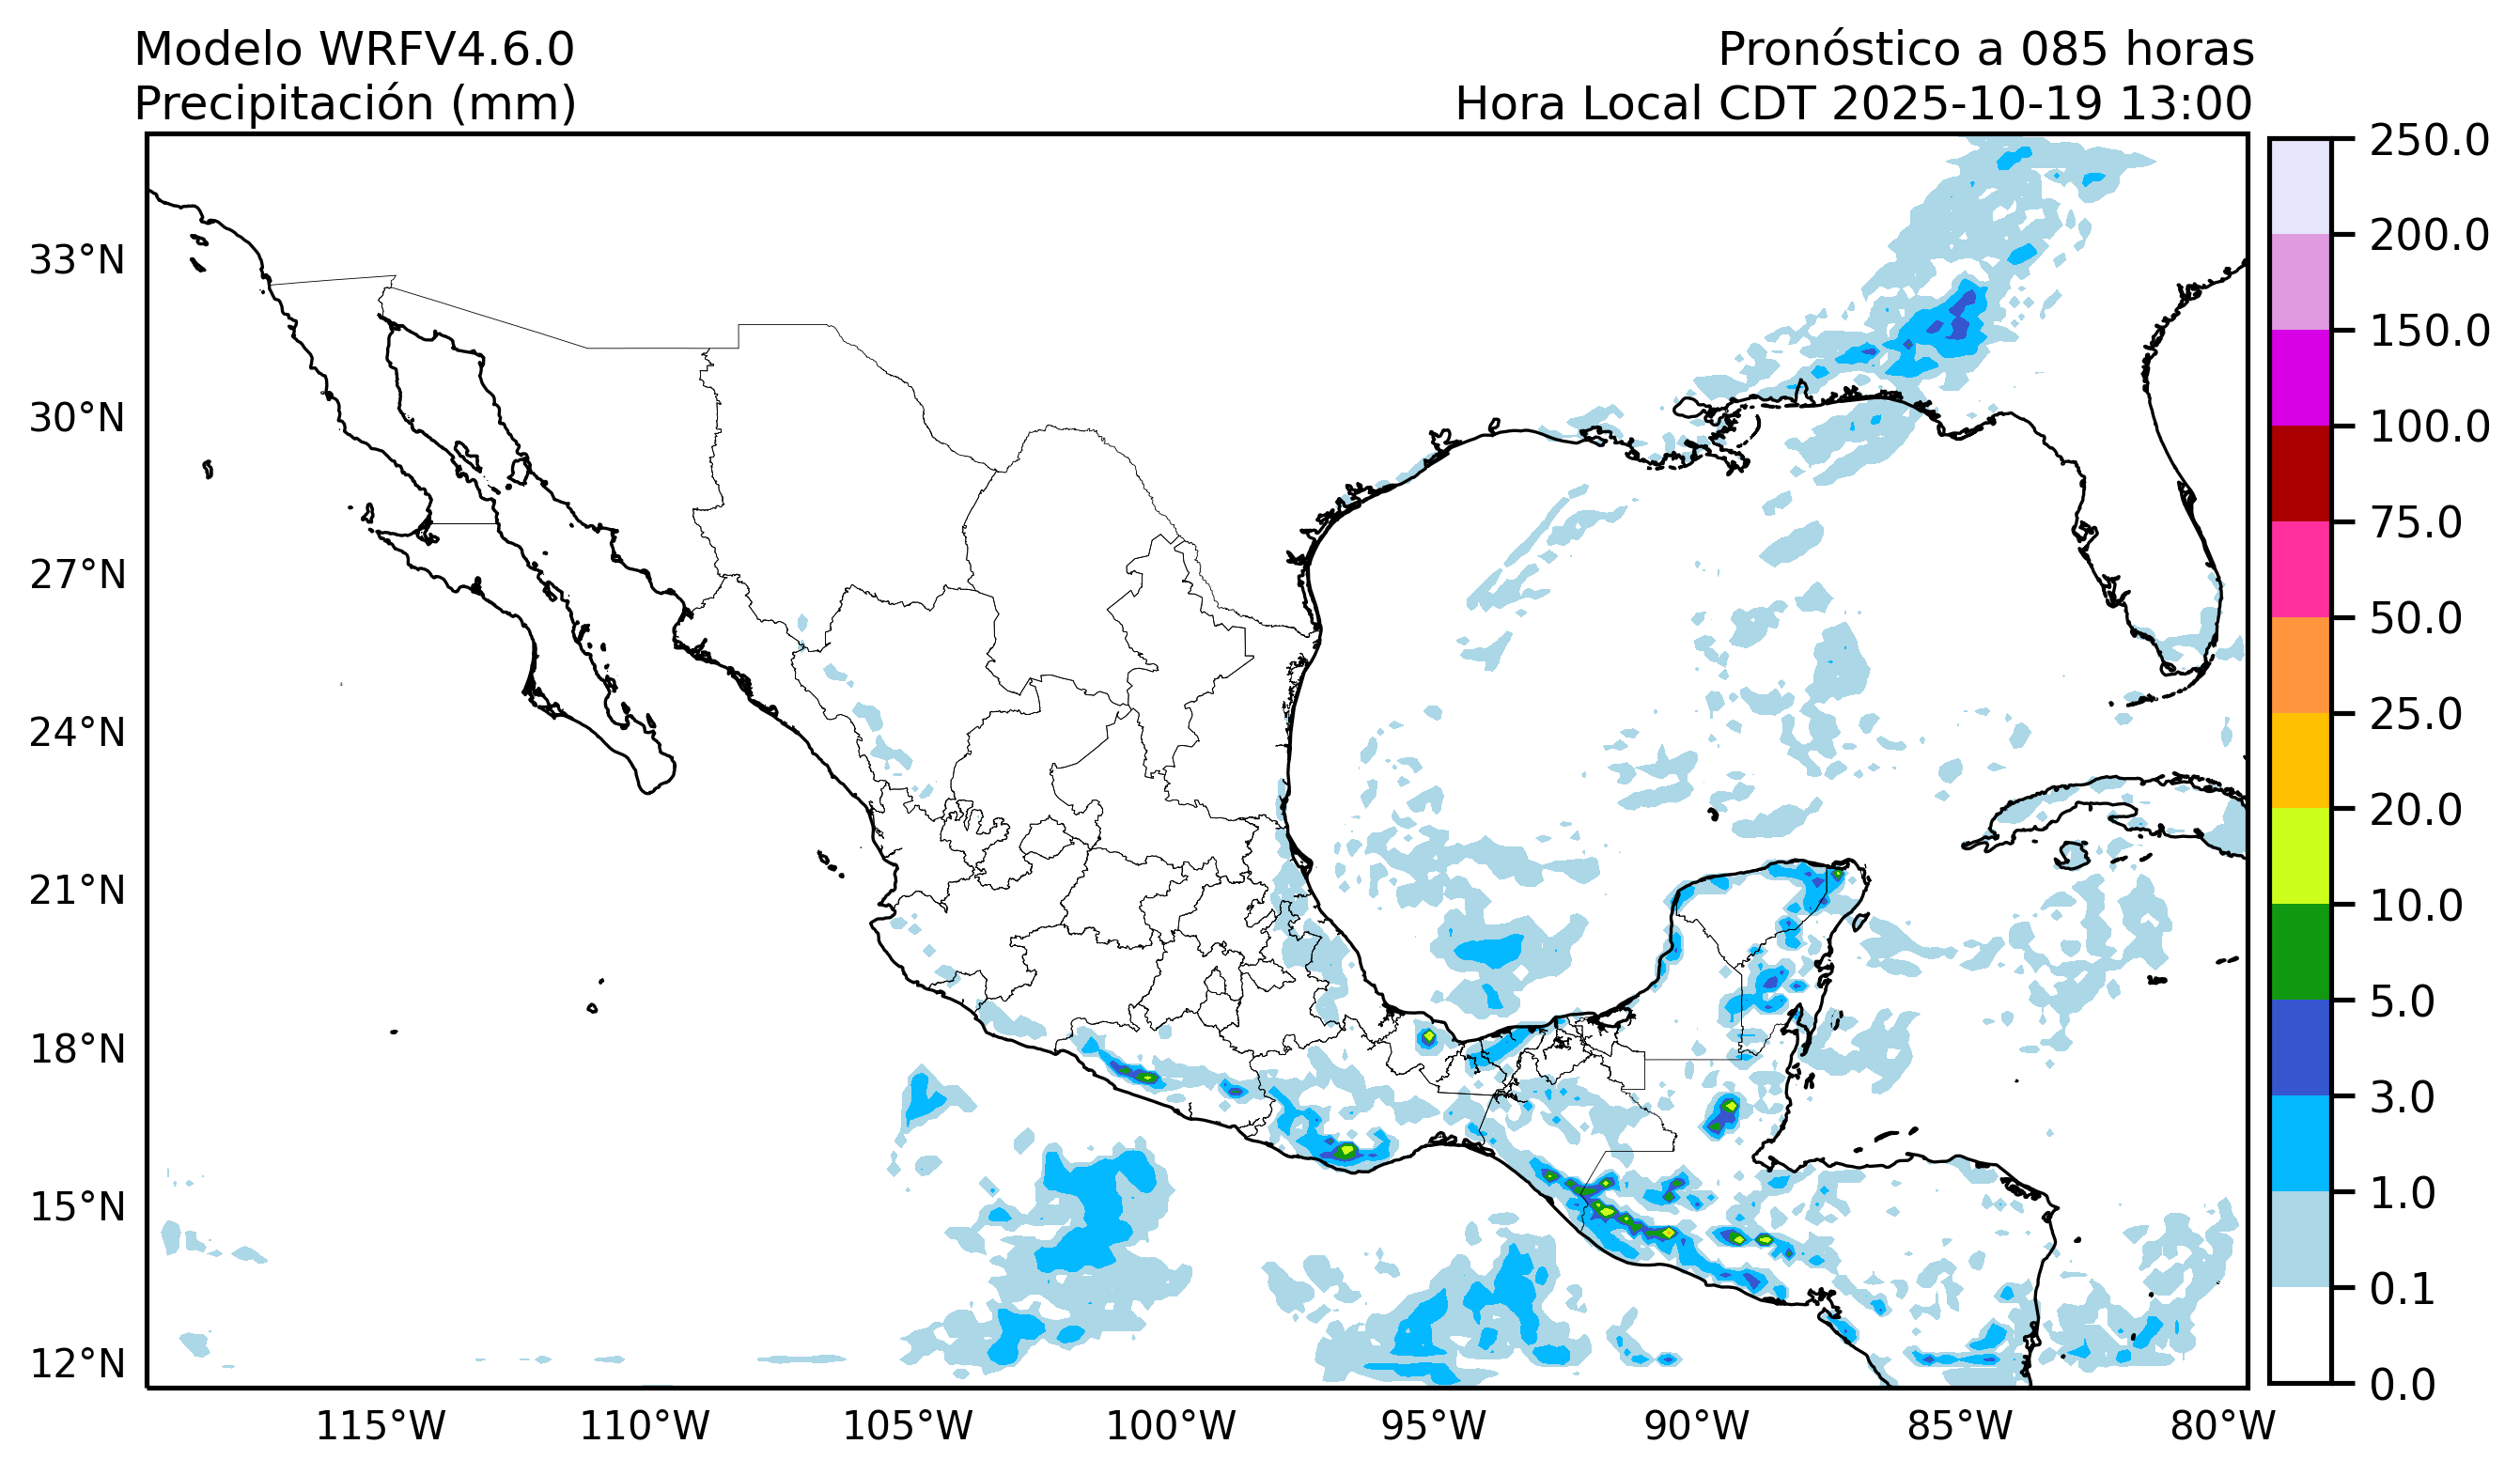 Modelo WRFV4.6.0
Precipitación (mm)
Pronóstico a 085 horas
Hora Local CDT 2025-10-19 13:00
33°N
30°N
27°N
24°N
21°N
18°N
15°N
12°N
115°W
110°W
105°W
100°W
95°W
90°W
85°W
80°W
250.0
200.0
150.0
100.0
75.0
50.0
25.0
20.0
10.0
5.0
3.0
1.0
0.1
0.0